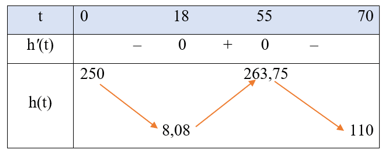 t 0 18 55 70
h'(t) – 0 + 0 –
250 263,75
h(t)
8,08 110